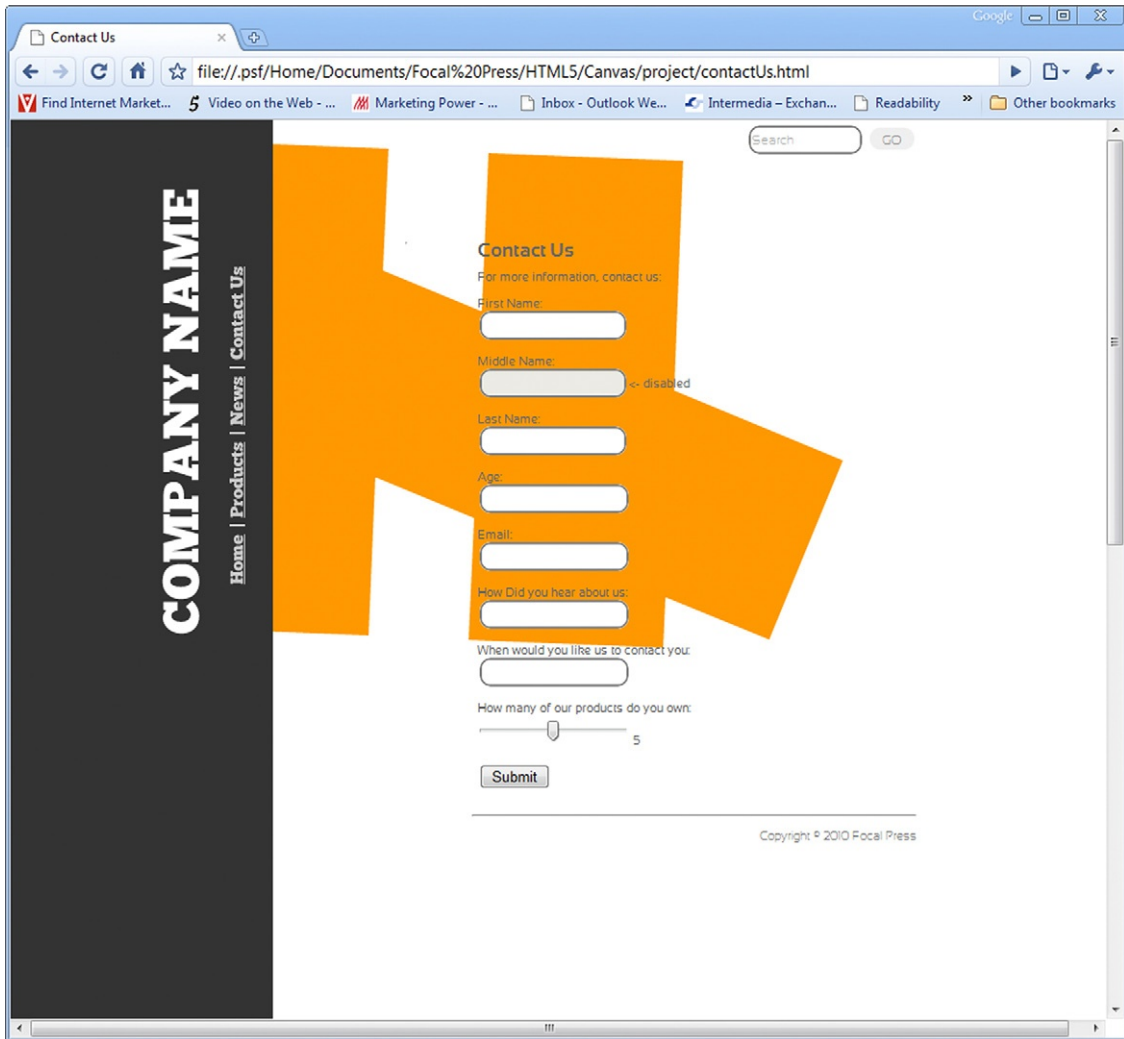 Google
Contact Us
file://.psf/Home/Documents/Focal%20Press/HTML5/Canvas/project/contactUs.html
Find Internet Market... 5 Video on the Web - ... Marketing Power - ... Inbox - Outlook We... Intermedia – Exchan... Readability » Other bookmarks
Search GO
COMPANY NAME
Home | Products | News | Contact Us
Contact Us
For more information, contact us:
First Name:
Middle Name:
<- disabled
Last Name:
Age:
Email:
How Did you hear about us:
When would you like us to contact you:
How many of our products do you own:
5
Submit
Copyright © 2010 Focal Press